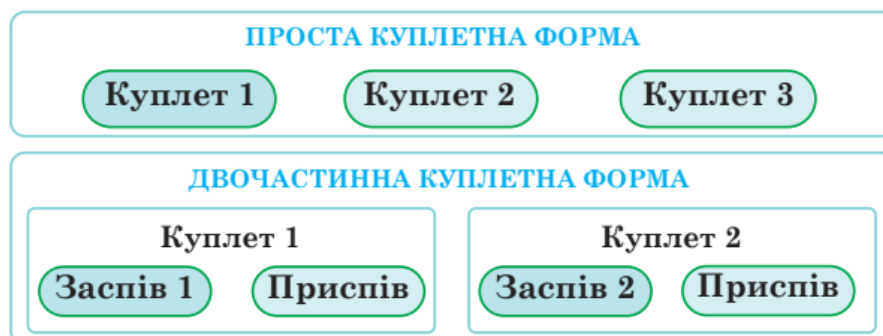 ПРОСТА КУПЛЕТНА ФОРМА
Куплет 1 Куплет 2 Куплет 3
ДВОЧАСТИННА КУПЛЕТНА ФОРМА
Куплет 1 Куплет 2
Заспів 1 Приспів Заспів 2 Приспів